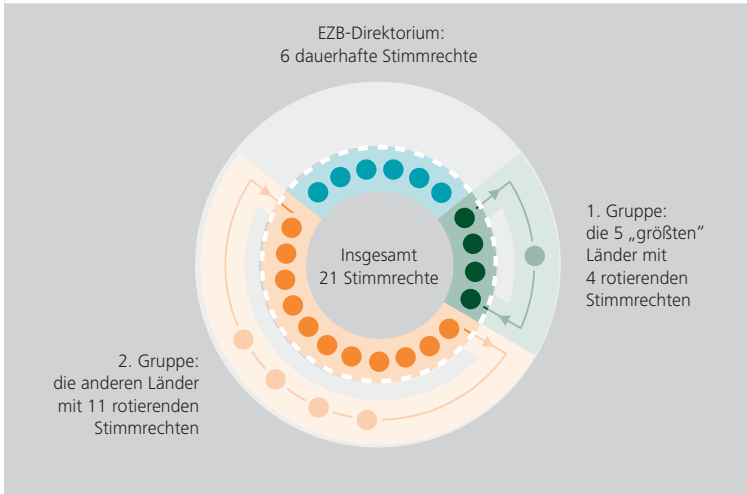 EZB-Direktorium:
6 dauerhafte Stimmrechte
1. Gruppe:
die 5 „größten“
Länder mit
4 rotierenden
Stimmrechten
Insgesamt
21 Stimmrechte
2. Gruppe:
die anderen Länder
mit 11 rotierenden
Stimmrechten